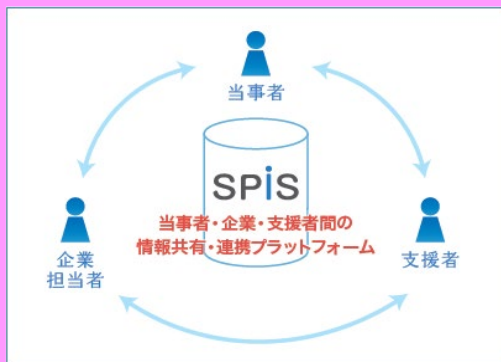 当事者
SPiS
当事者・企業・支援者間の
情報共有・連携プラットフォーム
企業
担当者
支援者